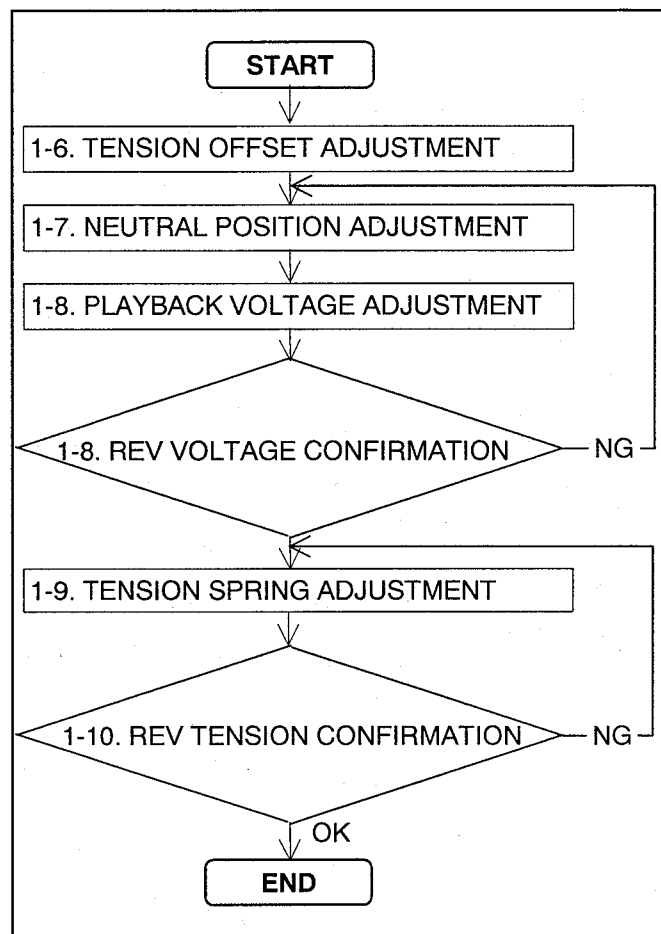 START
1-6. TENSION OFFSET ADJUSTMENT
1-7. NEUTRAL POSITION ADJUSTMENT
1-8. PLAYBACK VOLTAGE ADJUSTMENT
1-8. REV VOLTAGE CONFIRMATION
NG
1-9. TENSION SPRING ADJUSTMENT
1-10. REV TENSION CONFIRMATION
NG
OK
END